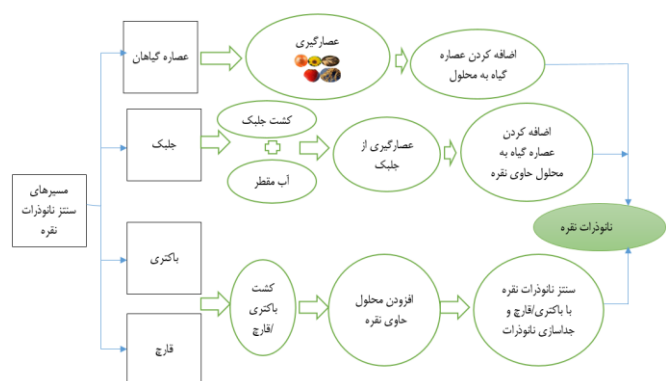 مسیرهای
سنتز نانوذرات
نقره
عصاره گیاهان
عصارگیری
اضافه کردن عصاره
گیاه به محلول
جلبک
کشت جلبک
آب مقطر
عصارگیری از
جلبک
اضافه کردن
عصاره گیاه به
محلول حاوی نقره
باکتری
قارچ
کشت
باکتری
/قارچ
افزودن محلول
حاوی نقره
سنتز نانوذرات نقره
با باکتری/قارچ و
جداسازی نانوذرات
نانوذرات نقره